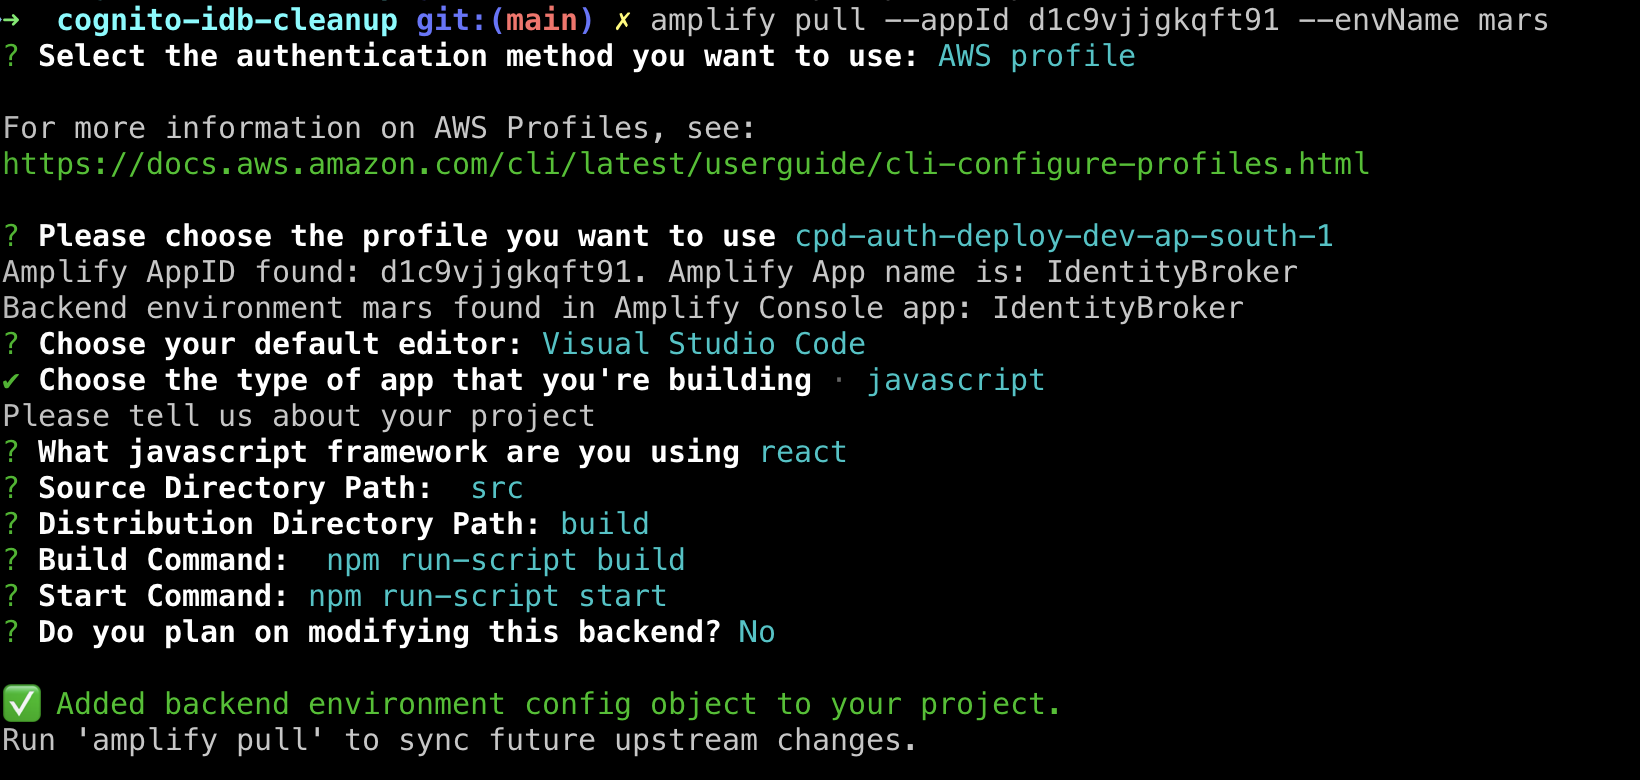 ➜  cognito-idb-cleanup git:(main) ✗ amplify pull --appId d1c9vjjgkqft91 --envName mars
? Select the authentication method you want to use: AWS profile
For more information on AWS Profiles, see:
https://docs.aws.amazon.com/cli/latest/userguide/cli-configure-profiles.html
? Please choose the profile you want to use cpd-auth-deploy-dev-ap-south-1
Amplify AppID found: d1c9vjjgkqft91. Amplify App name is: IdentityBroker
Backend environment mars found in Amplify Console app: IdentityBroker
? Choose your default editor: Visual Studio Code
✔ Choose the type of app that you're building · javascript
Please tell us about your project
? What javascript framework are you using react
? Source Directory Path:  src
? Distribution Directory Path: build
? Build Command:  npm run-script build
? Start Command: npm run-script start
? Do you plan on modifying this backend? No
✅ Added backend environment config object to your project.
Run 'amplify pull' to sync future upstream changes.